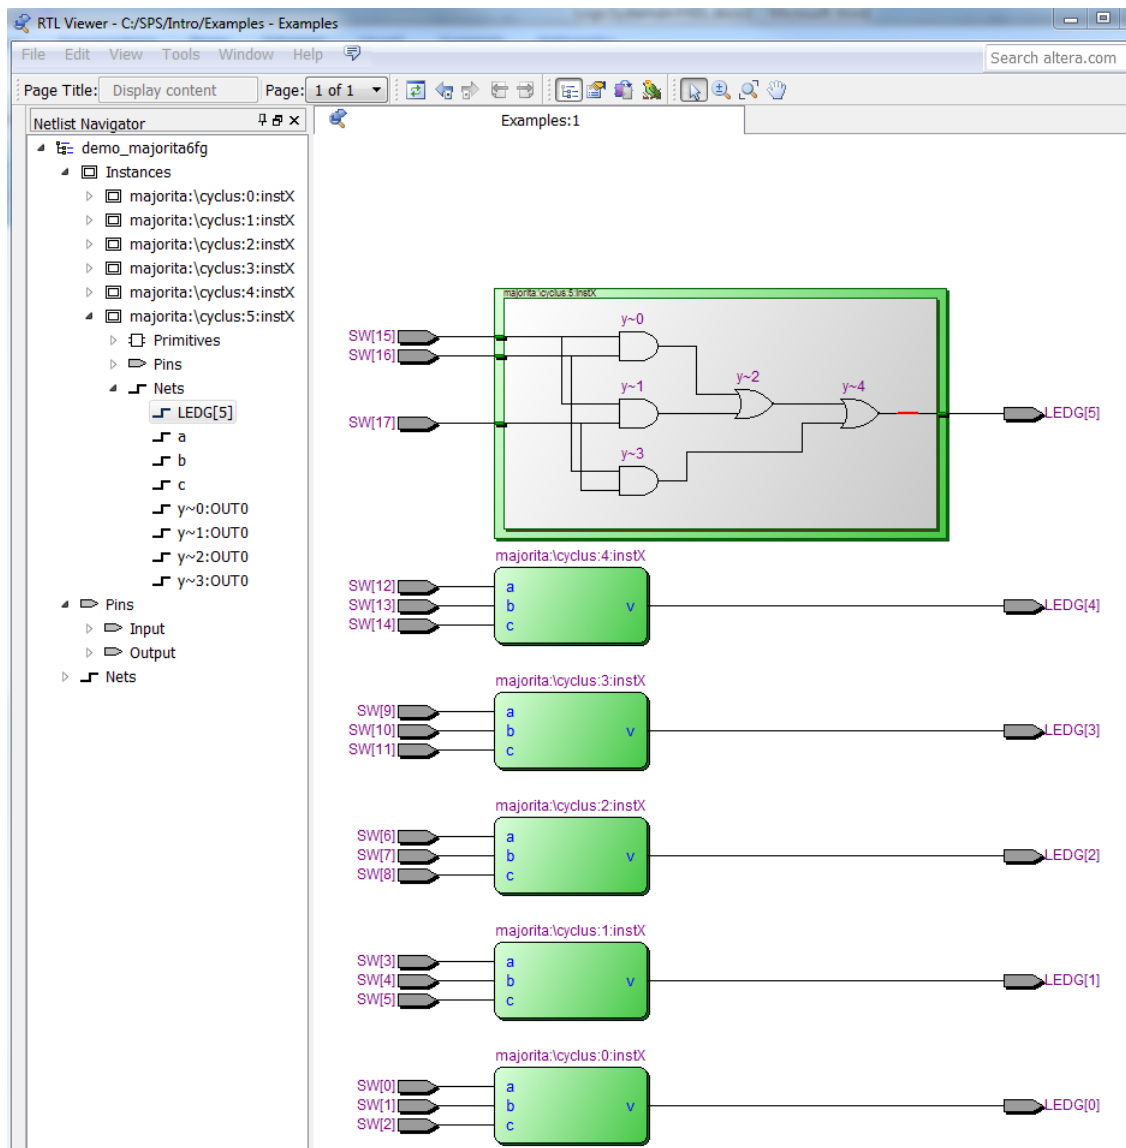 RTL Viewer - C:/SPS/Intro/Examples - Examples
File Edit View Tools Window Help
Search altera.com
Page Title: Display content Page: 1 of 1
Netlist Navigator
Examples:1
demo_majorita6fg
Instances
majorita:\cyclus:0:instX
majorita:\cyclus:1:instX
majorita:\cyclus:2:instX
majorita:\cyclus:3:instX
majorita:\cyclus:4:instX
majorita:\cyclus:5:instX
Primitives
Pins
Nets
LEDG[5]
a
b
c
y~0:OUT0
y~1:OUT0
y~2:OUT0
y~3:OUT0
Pins
Input
Output
Nets
majorita:\cyclus:5:instX
SW[15]
SW[16]
SW[17]
y~0
y~1
y~2
y~3
y~4
LEDG[5]
majorita:\cyclus:4:instX
SW[12] a
SW[13] b y LEDG[4]
SW[14] c
majorita:\cyclus:3:instX
SW[9] a
SW[10] b y LEDG[3]
SW[11] c
majorita:\cyclus:2:instX
SW[6] a
SW[7] b y LEDG[2]
SW[8] c
majorita:\cyclus:1:instX
SW[3] a
SW[4] b y LEDG[1]
SW[5] c
majorita:\cyclus:0:instX
SW[0] a
SW[1] b y LEDG[0]
SW[2] c